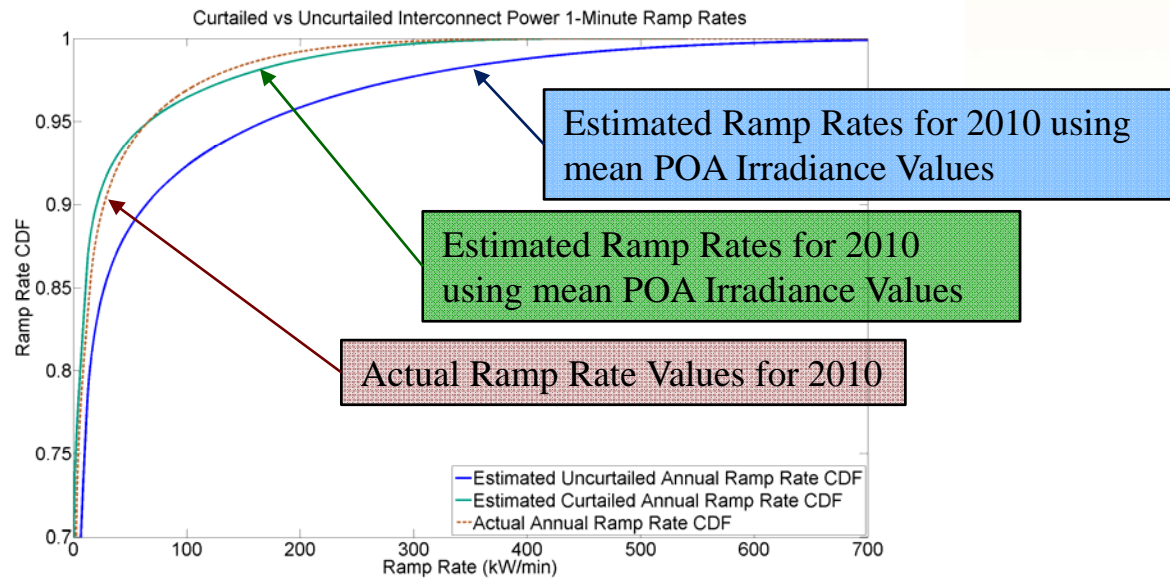 Curtailed vs Uncurtailed Interconnect Power 1-Minute Ramp Rates
1
0.95
0.9
0.85
0.8
0.75
0.7
Ramp Rate CDF
Estimated Ramp Rates for 2010 using
mean POA Irradiance Values
Estimated Ramp Rates for 2010
using mean POA Irradiance Values
Actual Ramp Rate Values for 2010
Estimated Uncurtailed Annual Ramp Rate CDF
Estimated Curtailed Annual Ramp Rate CDF
Actual Annual Ramp Rate CDF
0 100 200 300 400 500 600 700
Ramp Rate (kW/min)